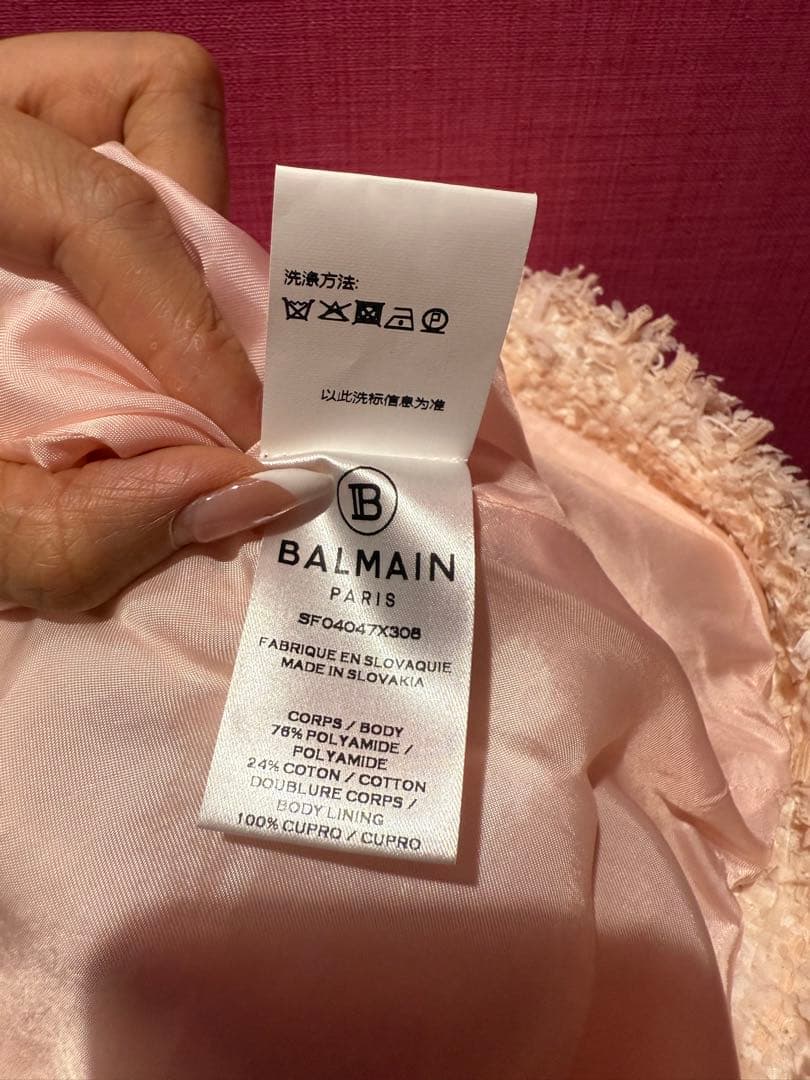 洗涤方法:
以此洗标信息为准
B
BALMAIN
PARIS
SF04047X308
FABRIQUE EN SLOVAQUIE
MADE IN SLOVAKIA
CORPS / BODY
76% POLYAMIDE /
POLYAMIDE
24% COTON / COTTON
DOUBLURE CORPS /
BODY LINING
100% CUPRO / CUPRO